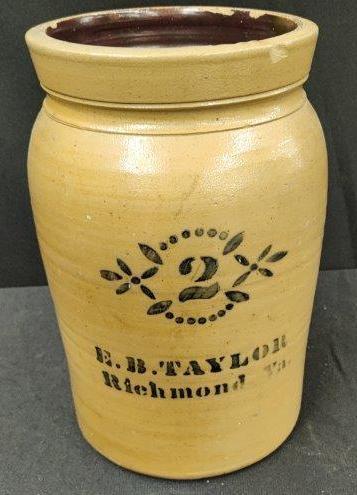 2
E.B. TAYLOR
Richmond Va.